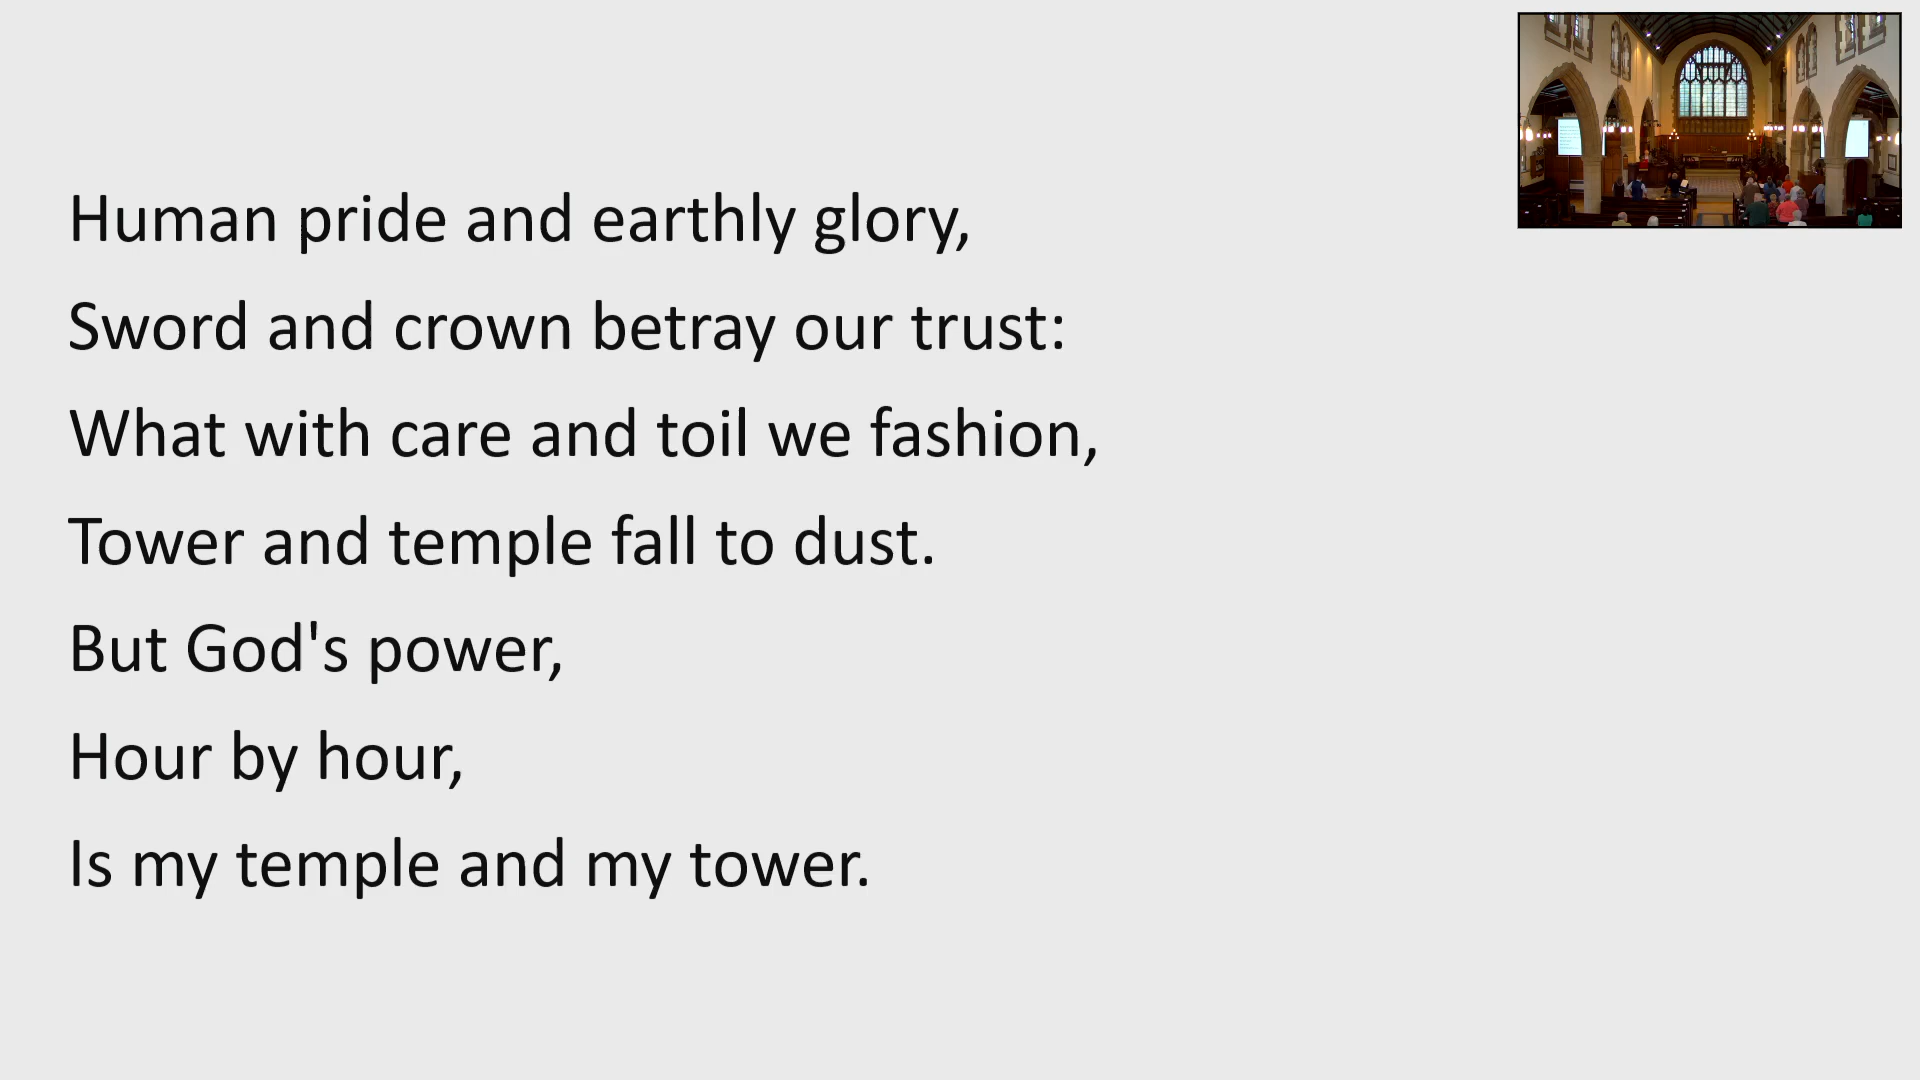 Human pride and earthly glory,
Sword and crown betray our trust:
What with care and toil we fashion,
Tower and temple fall to dust.
But God's power,
Hour by hour,
Is my temple and my tower.